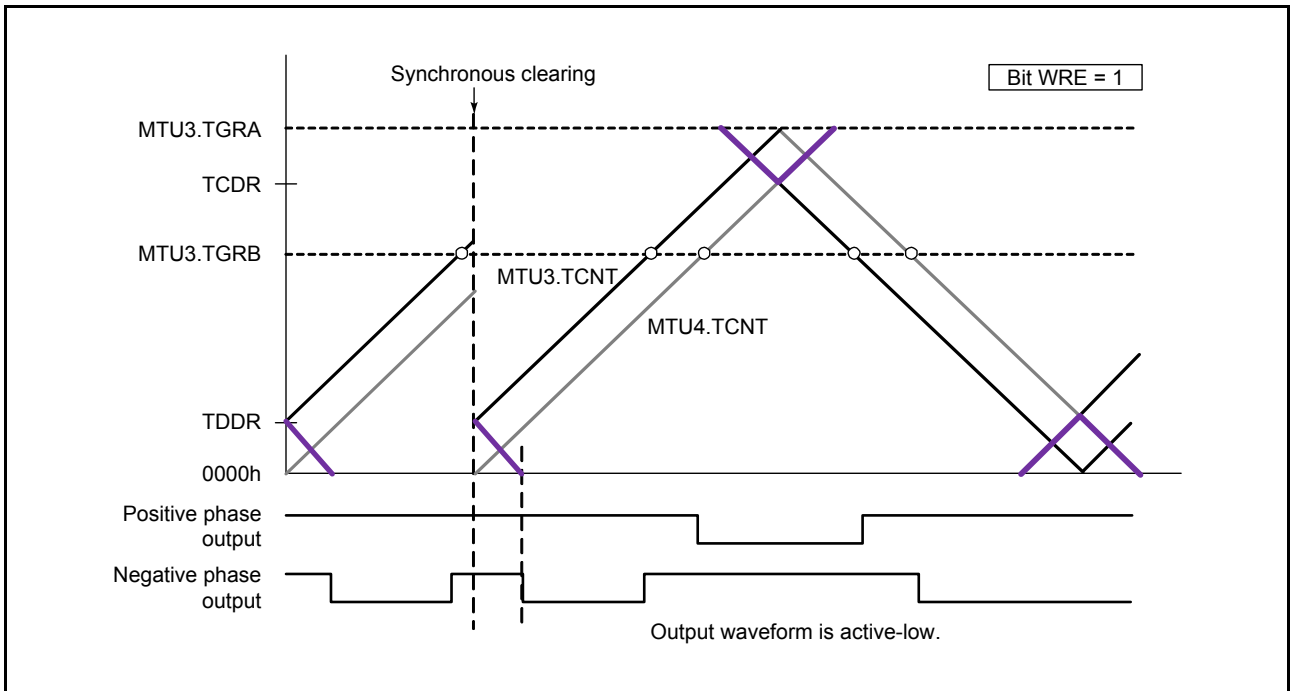 Synchronous clearing
Bit WRE = 1
MTU3.TGRA
TCDR
MTU3.TGRB
MTU3.TCNT
MTU4.TCNT
TDDR
0000h
Positive phase
output
Negative phase
output
Output waveform is active-low.